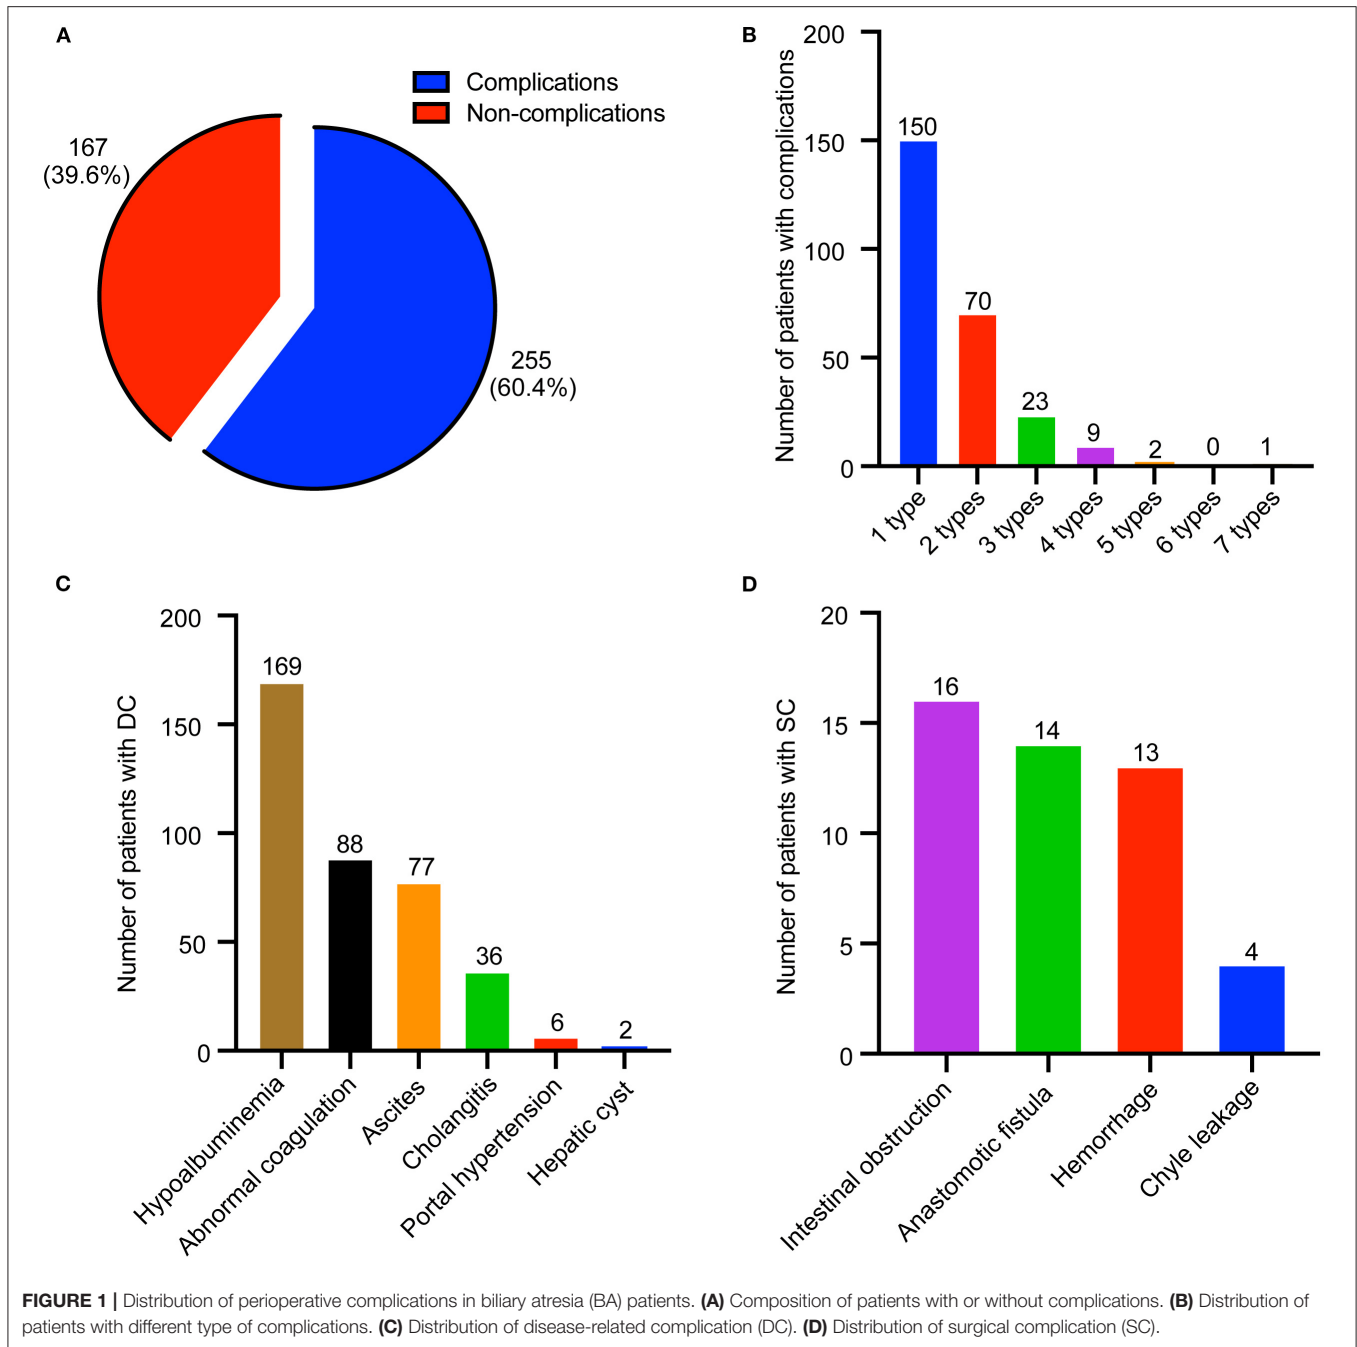 A
Complications
Non-complications
167
(39.6%)
255
(60.4%)
B
Number of patients with complications
200
150
100
50
0
150
70
23
9
2
0
1
1 type
2 types
3 types
4 types
5 types
6 types
7 types
C
Number of patients with DC
200
150
100
50
0
169
88
77
36
6
2
Hypoalbuminemia
Abnormal coagulation
Ascites
Cholangitis
Portal hypertension
Hepatic cyst
D
Number of patients with SC
20
15
10
5
0
16
14
13
4
Intestinal obstruction
Anastomotic fistula
Hemorrhage
Chyle leakage
FIGURE 1 | Distribution of perioperative complications in biliary atresia (BA) patients. (A) Composition of patients with or without complications. (B) Distribution of
patients with different type of complications. (C) Distribution of disease-related complication (DC). (D) Distribution of surgical complication (SC).